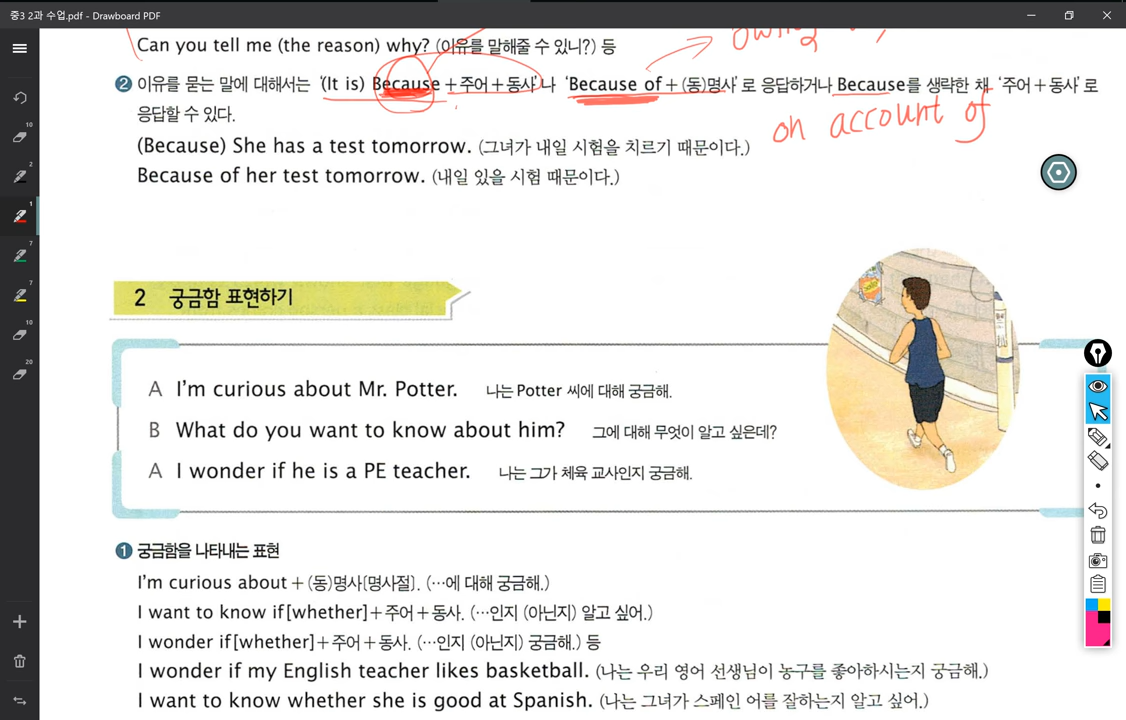 중3 2과 수업.pdf - Drawboard PDF
Can you tell me (the reason) why? (이유를 말해줄 수 있니?) 등
owing
❷ 이유를 묻는 말에 대해서는 ‘(It is) Because + 주어 + 동사’나 ‘Because of + (동)명사’로 응답하거나 Because를 생략한 채 ‘주어 + 동사’로
응답할 수 있다.
on account of
(Because) She has a test tomorrow. (그녀가 내일 시험을 치르기 때문이다.)
Because of her test tomorrow. (내일 있을 시험 때문이다.)
2 궁금함 표현하기
A I’m curious about Mr. Potter. 나는 Potter 씨에 대해 궁금해.
B What do you want to know about him? 그에 대해 무엇이 알고 싶은데?
A I wonder if he is a PE teacher. 나는 그가 체육 교사인지 궁금해.
❶ 궁금함을 나타내는 표현
I’m curious about + (동)명사[명사절]. (…에 대해 궁금해.)
I want to know if[whether] + 주어 + 동사. (…인지 (아닌지) 알고 싶어.)
I wonder if[whether] + 주어 + 동사. (…인지 (아닌지) 궁금해.) 등
I wonder if my English teacher likes basketball. (나는 우리 영어 선생님이 농구를 좋아하시는지 궁금해.)
I want to know whether she is good at Spanish. (나는 그녀가 스페인 어를 잘하는지 알고 싶어.)
10
2
1
7
7
10
20